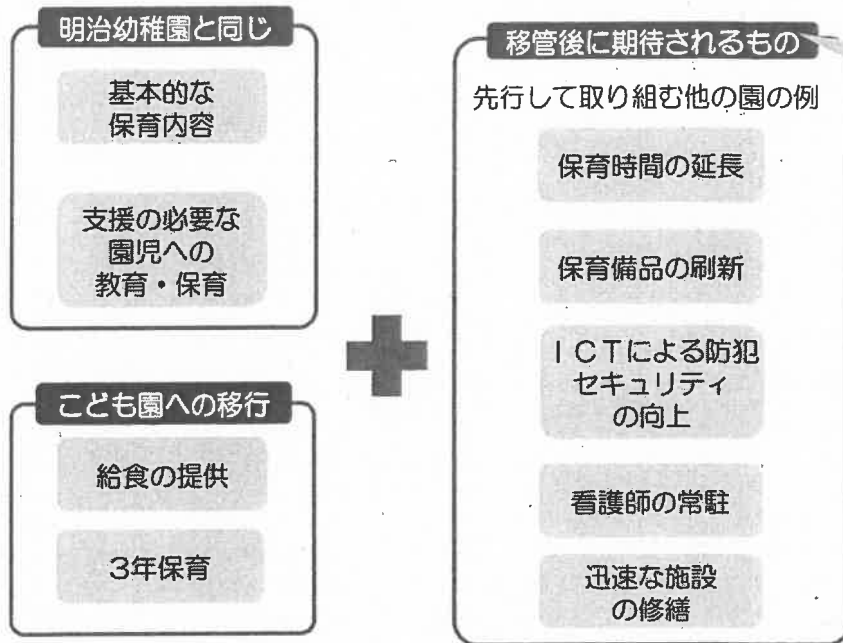 明治幼稚園と同じ
基本的な
保育内容
支援の必要な
園児への
教育・保育
こども園への移行
給食の提供
3年保育
移管後に期待されるもの
先行して取り組む他の園の例
保育時間の延長
保育備品の刷新
ICTによる防犯
セキュリティ
の向上
看護師の常駐
迅速な施設
の修繕